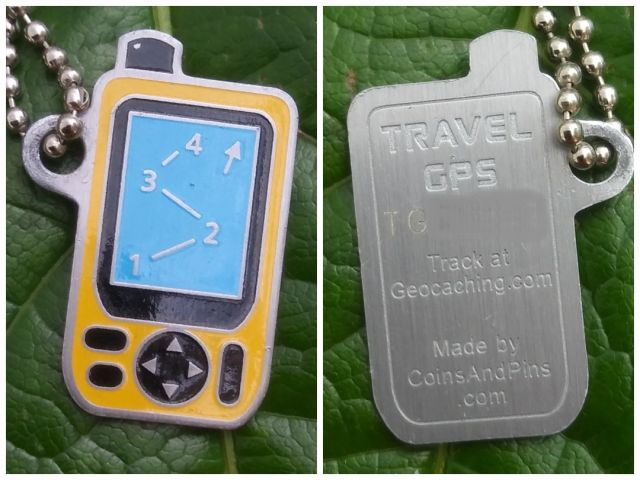 4
3
2
1
TRAVEL
GPS
TG
Track at
Geocaching.com
Made by
CoinsAndPins
.com